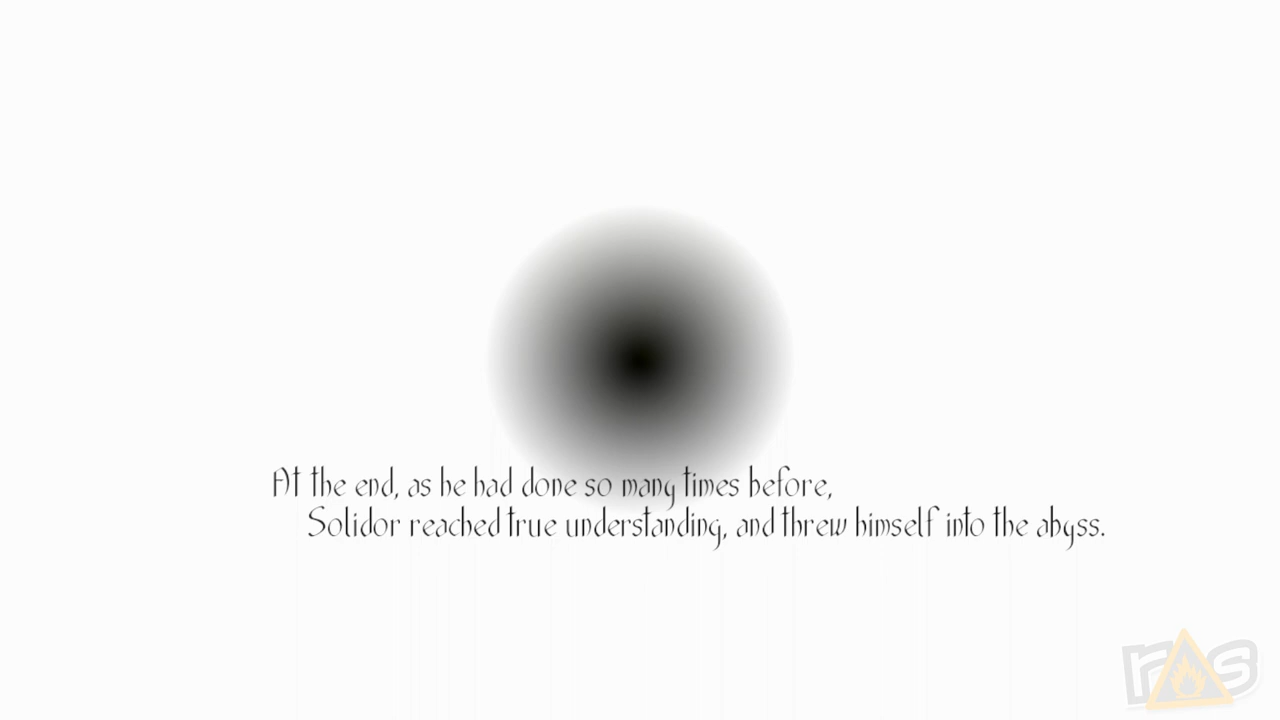 At the end, as he had done so many times before,
Solidor reached true understanding, and threw himself into the abyss.
ras